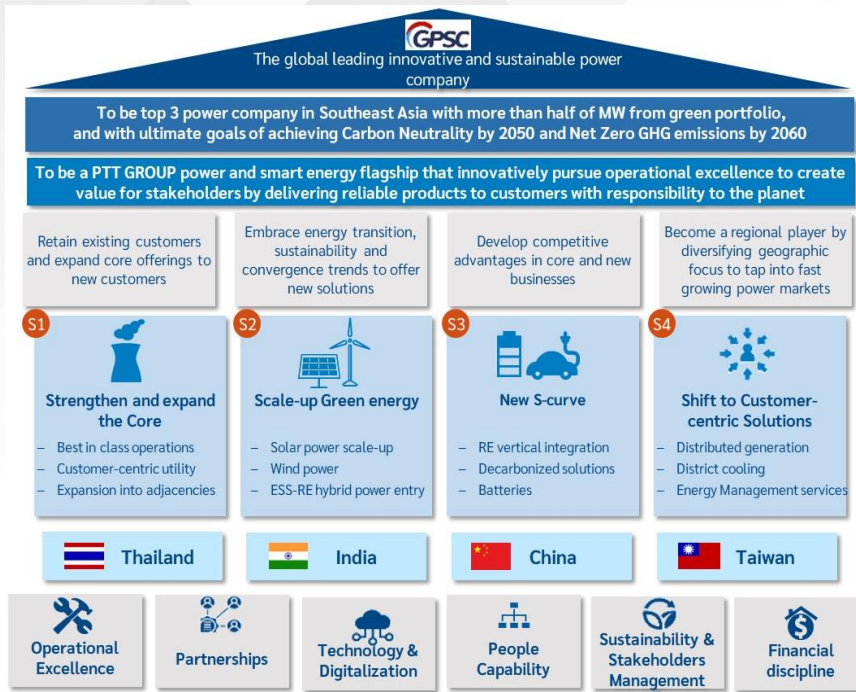 GPSC
The global leading innovative and sustainable power
company
To be top 3 power company in Southeast Asia with more than half of MW from green portfolio,
and with ultimate goals of achieving Carbon Neutrality by 2050 and Net Zero GHG emissions by 2060
To be a PTT GROUP power and smart energy flagship that innovatively pursue operational excellence to create
value for stakeholders by delivering reliable products to customers with responsibility to the planet
Retain existing customers
and expand core offerings to
new customers
Embrace energy transition,
sustainability and
convergence trends to offer
new solutions
Develop competitive
advantages in core and new
businesses
Become a regional player by
diversifying geographic
focus to tap into fast
growing power markets
S1
Strengthen and expand
the Core
– Best in class operations
– Customer-centric utility
– Expansion into adjacencies
S2
Scale-up Green energy
– Solar power scale-up
– Wind power
– ESS-RE hybrid power entry
S3
New S-curve
– RE vertical integration
– Decarbonized solutions
– Batteries
S4
Shift to Customer-
centric Solutions
– Distributed generation
– District cooling
– Energy Management services
Thailand
India
China
Taiwan
Operational
Excellence
Partnerships
Technology &
Digitalization
People
Capability
Sustainability &
Stakeholders
Management
Financial
discipline